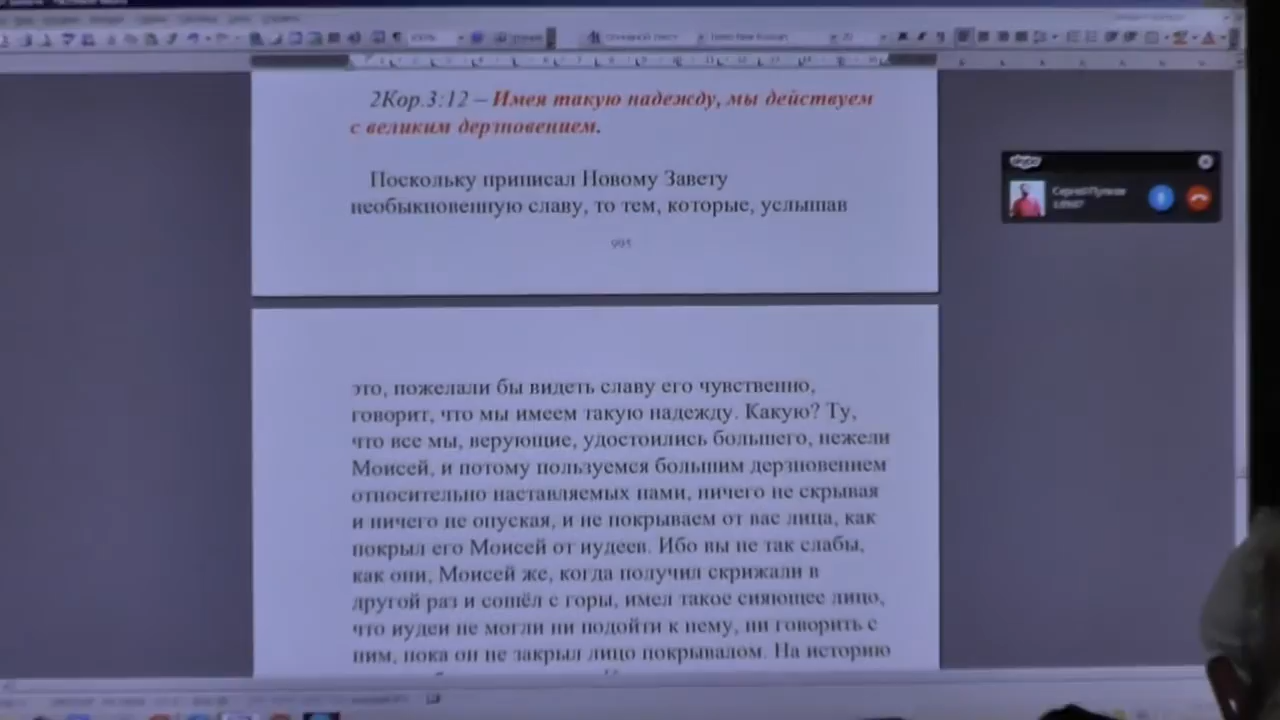 2Кор.3:12 – Имея такую надежду, мы действуем
с великим дерзновением.
skype
Поскольку приписал Новому Завету
необыкновенную славу, то тем, которые, услышав
995
это, пожелали бы видеть славу его чувственно,
говорит, что мы имеем такую надежду. Какую? Ту,
что все мы, верующие, удостоились большего, нежели
Моисей, и потому пользуемся большим дерзновением
относительно наставляемых нами, ничего не скрывая
и ничего не опуская, и не покрываем от вас лица, как
покрыл его Моисей от иудеев. Ибо вы не так слабы,
как они, Моисей же, когда получил скрижали в
другой раз и сошёл с горы, имел такое сияющее лицо,
что иудеи не могли ни подойти к нему, ни говорить с
ним, пока он не закрыл лицо покрывалом. На историю